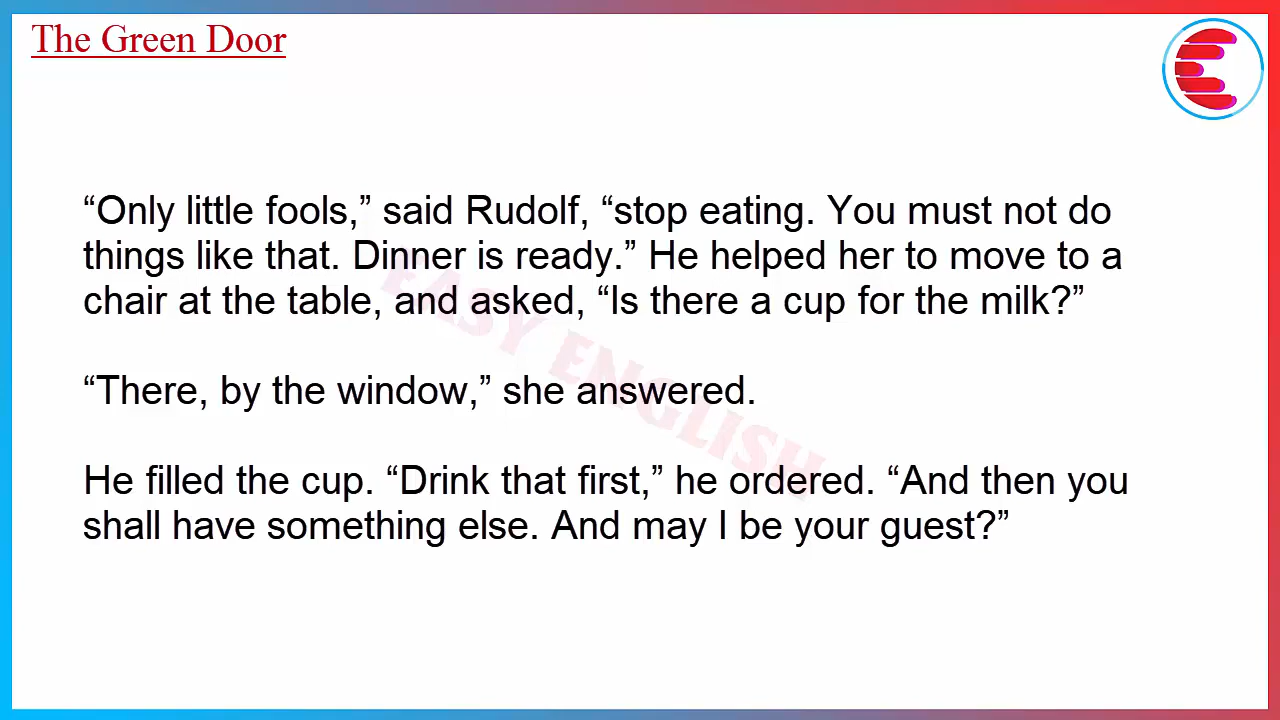 The Green Door
“Only little fools,” said Rudolf, “stop eating. You must not do
things like that. Dinner is ready.” He helped her to move to a
chair at the table, and asked, “Is there a cup for the milk?”
“There, by the window,” she answered.
He filled the cup. “Drink that first,” he ordered. “And then you
shall have something else. And may I be your guest?”
EASY ENGLISH